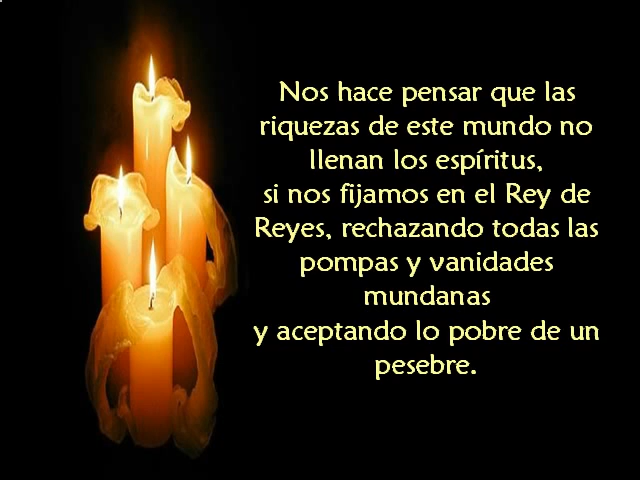 Nos hace pensar que las
riquezas de este mundo no
llenan los espíritus,
si nos fijamos en el Rey de
Reyes, rechazando todas las
pompas y vanidades
mundanas
y aceptando lo pobre de un
pesebre.